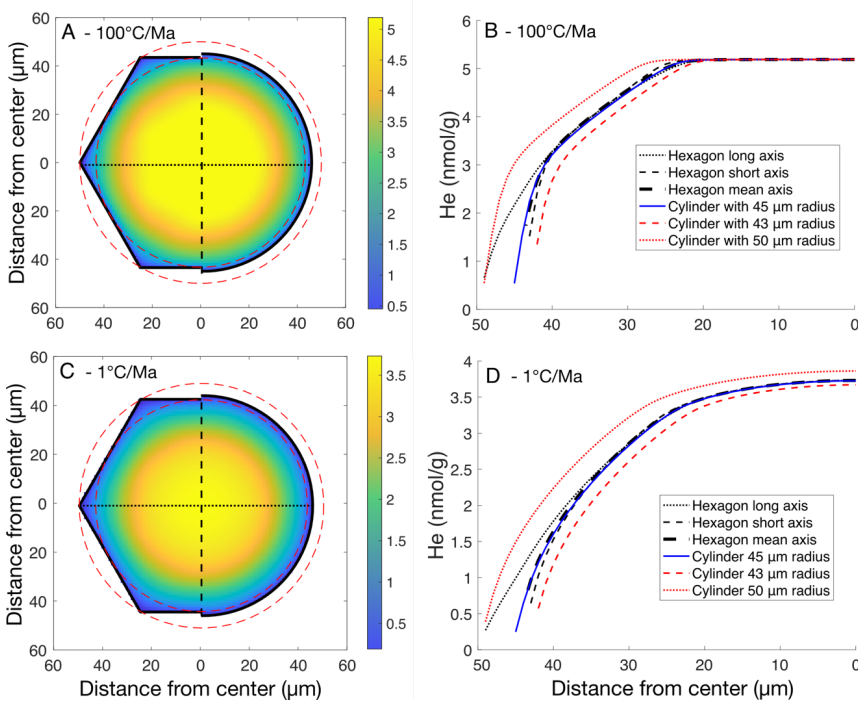 A - 100°C/Ma
Distance from center (µm)
60
40
20
0
20
40
60
60 40 20 0 20 40 60
5
4.5
4
3.5
3
2.5
2
1.5
1
0.5
B - 100°C/Ma
He (nmol/g)
6
5
4
3
2
1
0
Hexagon long axis
Hexagon short axis
Hexagon mean axis
Cylinder with 45 µm radius
Cylinder with 43 µm radius
Cylinder with 50 µm radius
50 40 30 20 10 0
C - 1°C/Ma
Distance from center (µm)
60
40
20
0
20
40
60
60 40 20 0 20 40 60
Distance from center (µm)
3.5
3
2.5
2
1.5
1
0.5
D - 1°C/Ma
He (nmol/g)
4
3.5
3
2.5
2
1.5
1
0.5
0
Hexagon long axis
Hexagon short axis
Hexagon mean axis
Cylinder 45 µm radius
Cylinder 43 µm radius
Cylinder 50 µm radius
50 40 30 20 10 0
Distance from center (µm)